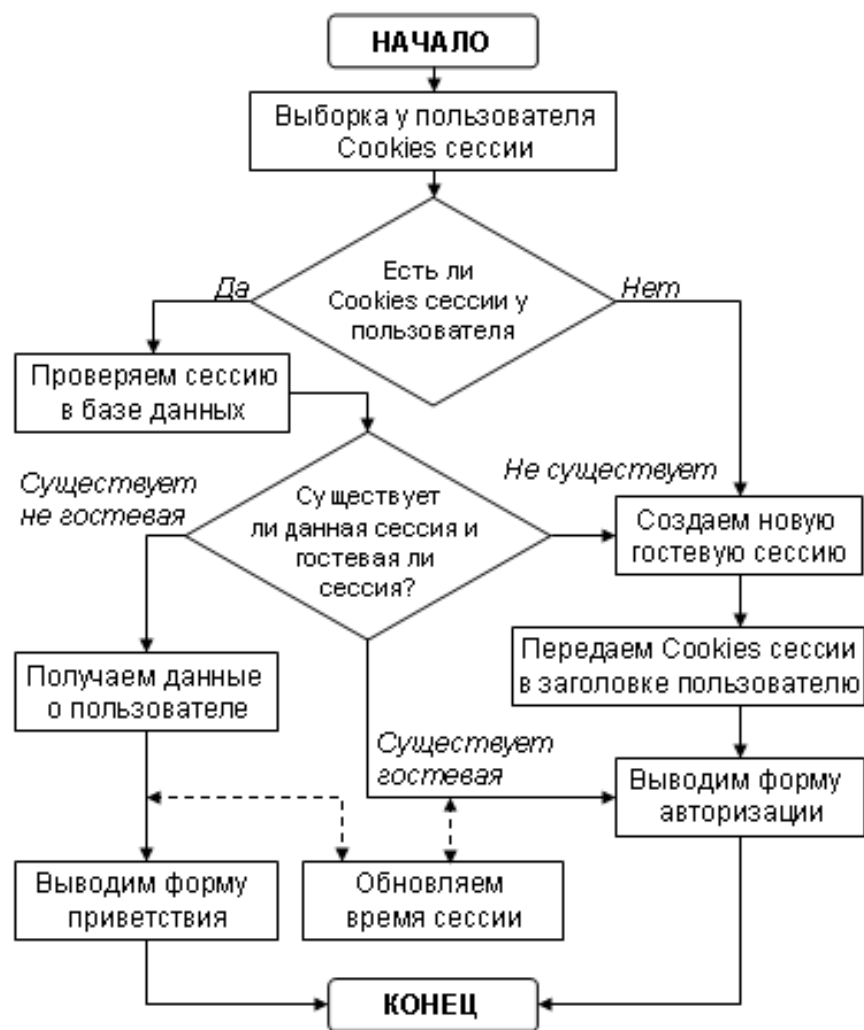 НАЧАЛО
Выборка у пользователя
Cookies сессии
Есть ли
Cookies сессии у
пользователя
Да
Нет
Проверяем сессию
в базе данных
Существует
не гостевая
Существует
ли данная сессия и
гостевая ли
сессия?
Не существует
Создаем новую
гостевую сессию
Получаем данные
о пользователе
Передаем Cookies сессии
в заголовке пользователю
Существует
гостевая
Выводим форму
авторизации
Выводим форму
приветствия
Обновляем
время сессии
КОНЕЦ